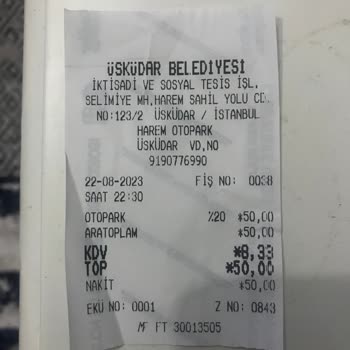 ÜSKÜDAR BELEDİYESİ
İKTİSADİ VE SOSYAL TESİS İŞL.
SELİMİYE MH.HAREM SAHİL YOLU CD.
NO:123/2 ÜSKÜDAR / İSTANBUL
HAREM OTOPARK
ÜSKÜDAR VD.NO
9190776990
22-08-2023 FİŞ NO: 0038
SAAT 22:30
OTOPARK %20 *50,00
ARATOPLAM *50,00
KDV *8,33
TOP *50,00
NAKİT *50,00
EKÜ NO: 0001 Z NO: 0843
MF FT 30013505